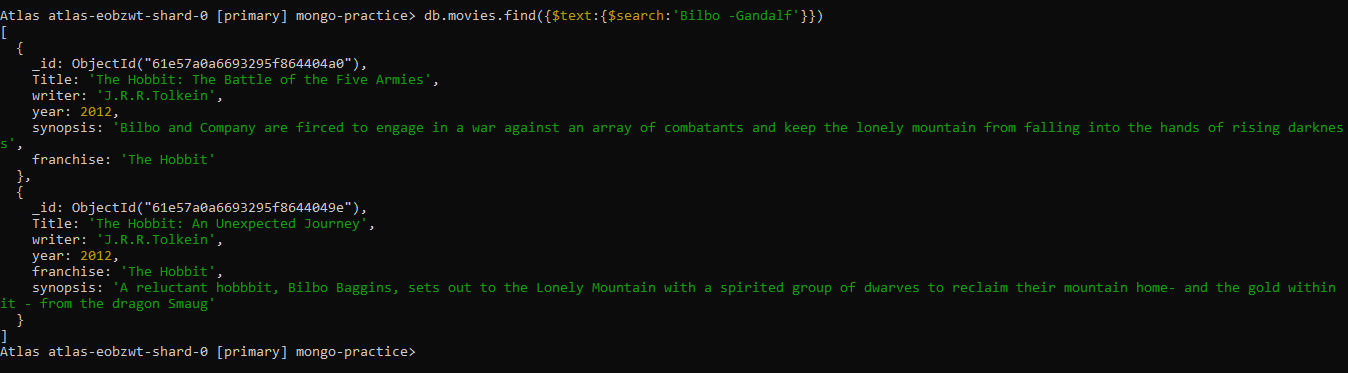 Atlas atlas-eobzwt-shard-0 [primary] mongo-practice> db.movies.find({$text:{$search:'Bilbo -Gandalf'}})
[
  {
    _id: ObjectId("61e57a0a6693295f864404a0"),
    Title: 'The Hobbit: The Battle of the Five Armies',
    writer: 'J.R.R.Tolkein',
    year: 2012,
    synopsis: 'Bilbo and Company are firced to engage in a war against an array of combatants and keep the lonely mountain from falling into the hands of rising darknes
s',
    franchise: 'The Hobbit'
  },
  {
    _id: ObjectId("61e57a0a6693295f8644049e"),
    Title: 'The Hobbit: An Unexpected Journey',
    writer: 'J.R.R.Tolkein',
    year: 2012,
    franchise: 'The Hobbit',
    synopsis: 'A reluctant hobbbit, Bilbo Baggins, sets out to the Lonely Mountain with a spirited group of dwarves to reclaim their mountain home- and the gold within
it - from the dragon Smaug'
  }
]
Atlas atlas-eobzwt-shard-0 [primary] mongo-practice>